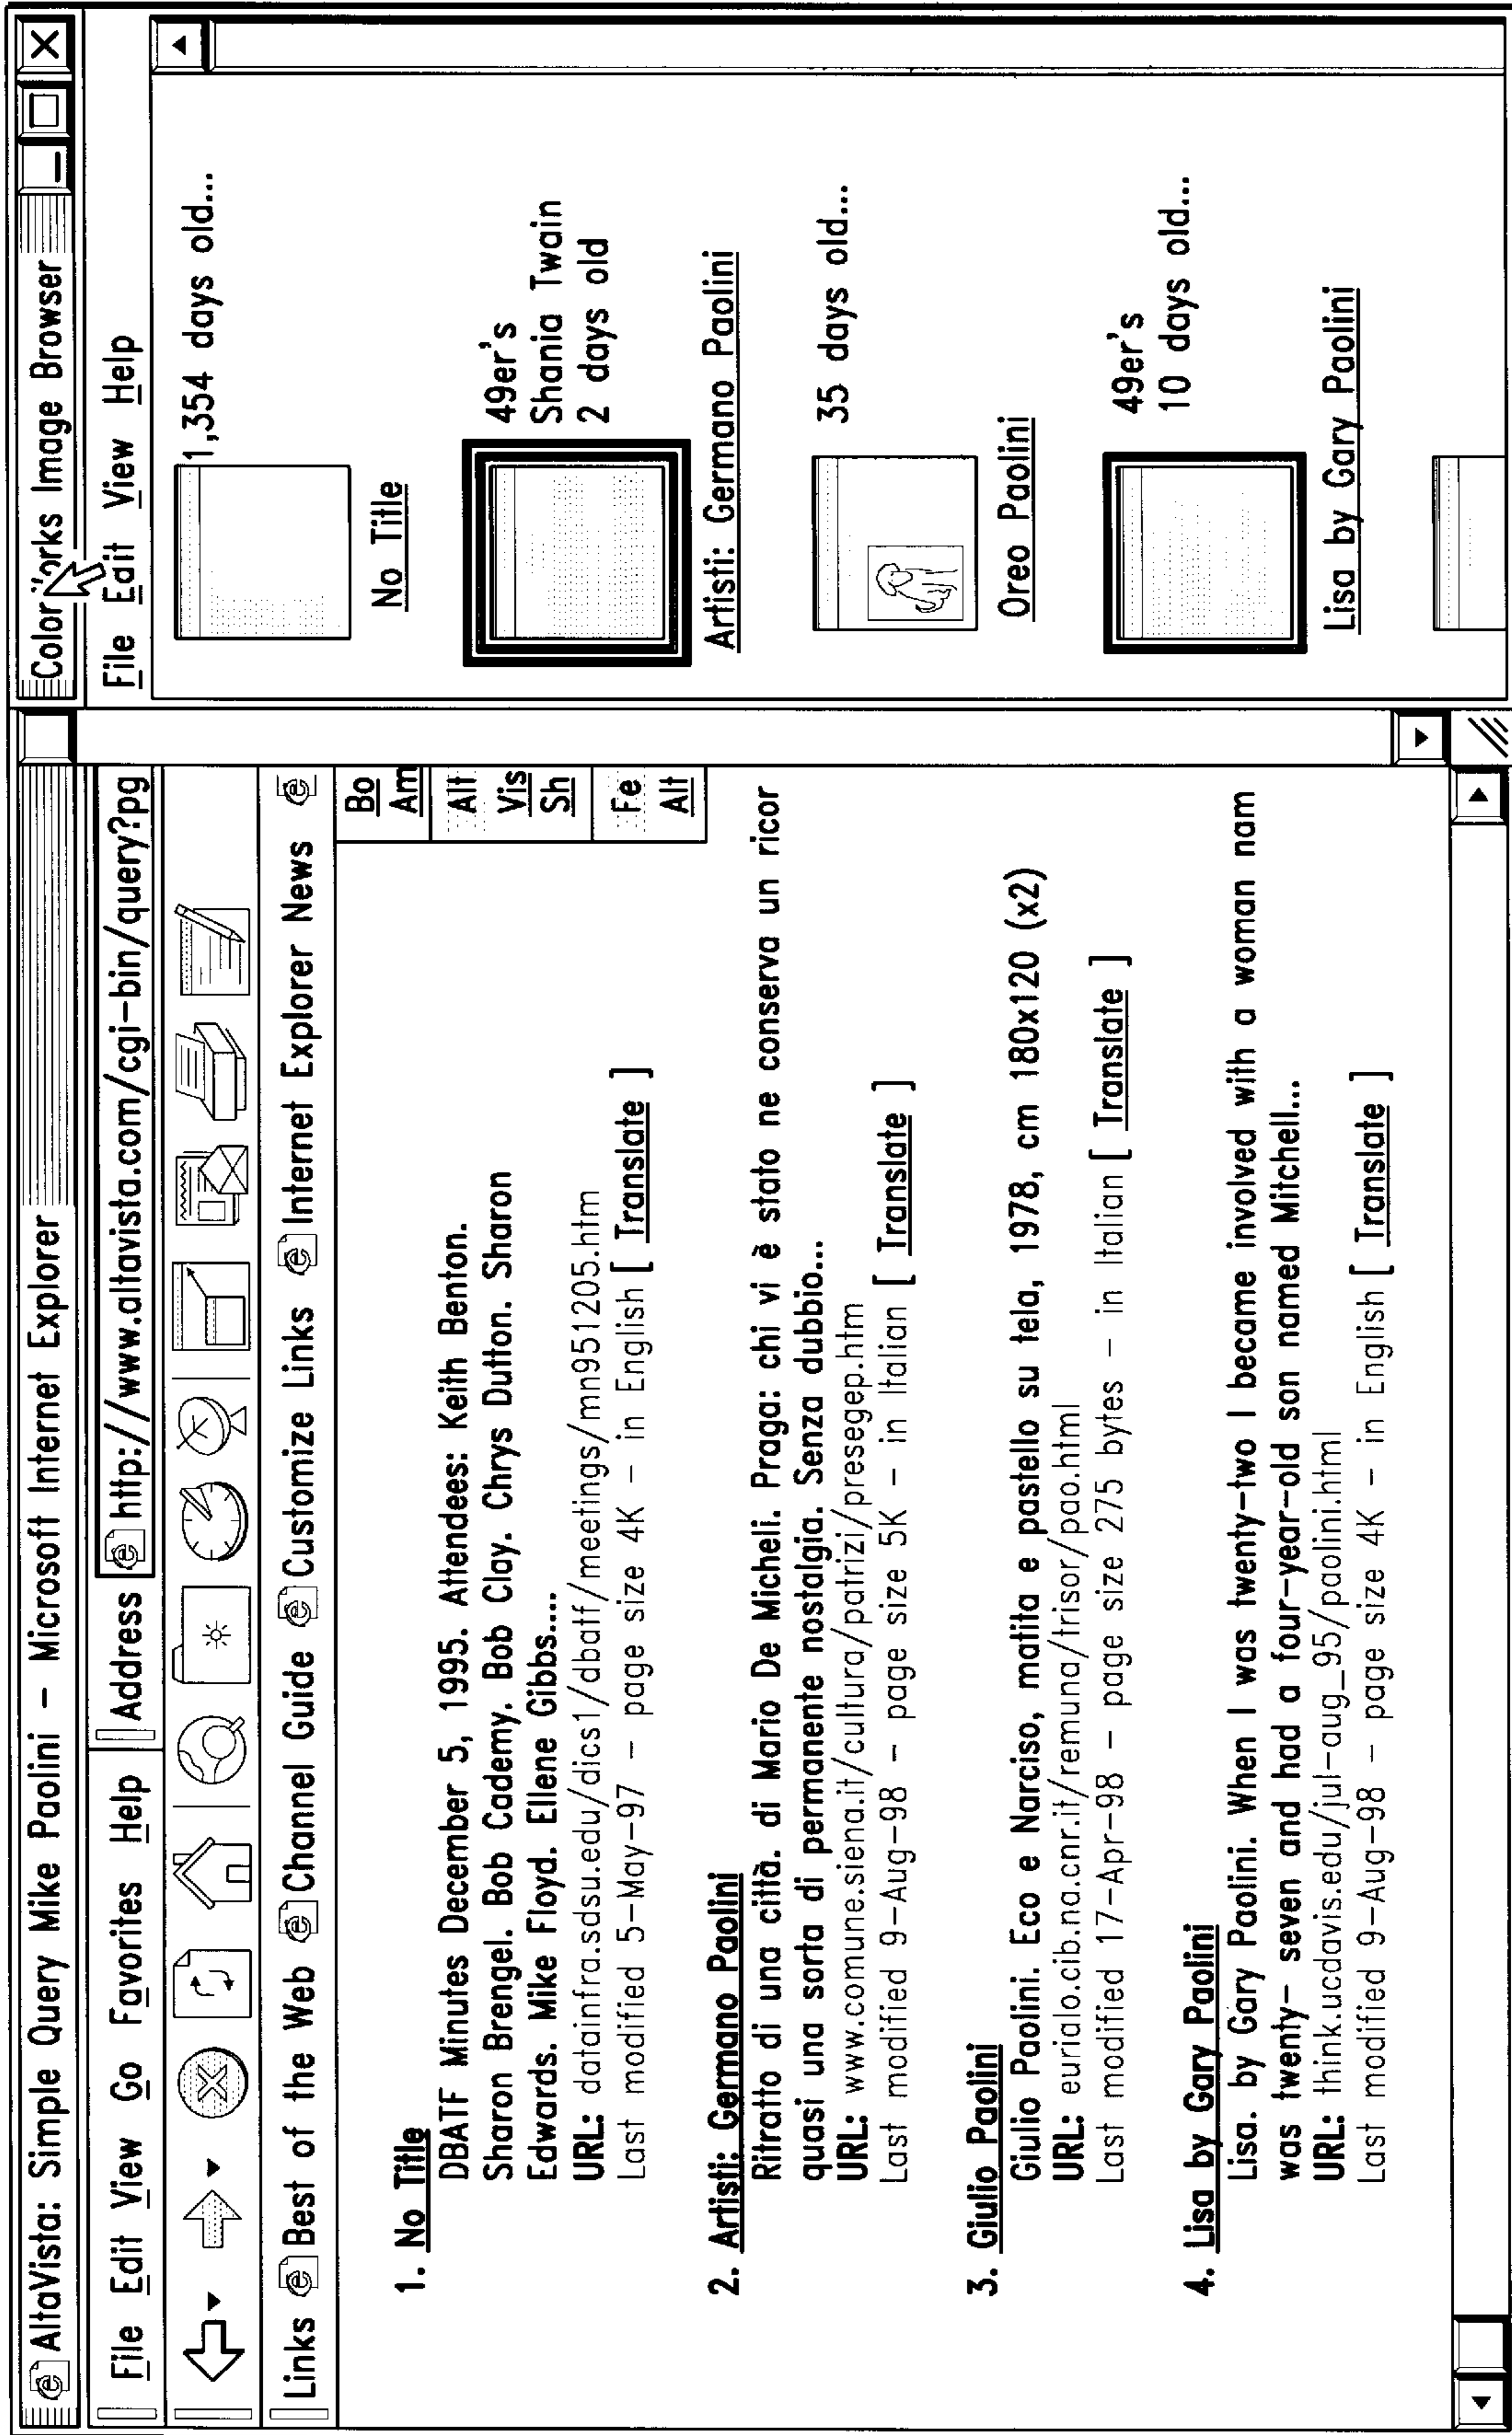 AltaVista: Simple Query Mike Paolini – Microsoft Internet Explorer
File Edit View Go Favorites Help
Address http://www.altavista.com/cgi-bin/query?pg
Links Best of the Web Channel Guide Customize Links Internet Explorer News
Bo
Am
Alt
Vis
Sh
Fe
Alt
1. No Title
DBATF Minutes December 5, 1995. Attendees: Keith Benton.
Sharon Brengel. Bob Cademy. Bob Clay. Chrys Dutton. Sharon
Edwards. Mike Floyd. Ellene Gibbs....
URL: datainfra.sdsu.edu/dics1/dbatf/meetings/mn951205.htm
Last modified 5-May-97 – page size 4K – in English [ Translate ]
2. Artisti: Germano Paolini
Ritratto di una città. di Mario De Micheli. Praga: chi vi è stato ne conserva un ricor
quasi una sorta di permanente nostalgia. Senza dubbio...
URL: www.comune.siena.it/cultura/patrizi/presegep.htm
Last modified 9-Aug-98 – page size 5K – in Italian [ Translate ]
3. Giulio Paolini
Giulio Paolini. Eco e Narciso, matita e pastello su tela, 1978, cm 180x120 (x2)
URL: eurialo.cib.na.cnr.it/remuna/trisor/pao.html
Last modified 17-Apr-98 – page size 275 bytes – in Italian [ Translate ]
4. Lisa by Gary Paolini
Lisa. by Gary Paolini. When I was twenty-two I became involved with a woman nam
was twenty- seven and had a four-year-old son named Mitchell...
URL: think.ucdavis.edu/jul-aug_95/paolini.html
Last modified 9-Aug-98 – page size 4K – in English [ Translate ]
Color Image Browser
File Edit View Help
1,354 days old...
No Title
49er's
Shania Twain
2 days old
Artisti: Germano Paolini
35 days old...
Oreo Paolini
49er's
10 days old...
Lisa by Gary Paolini